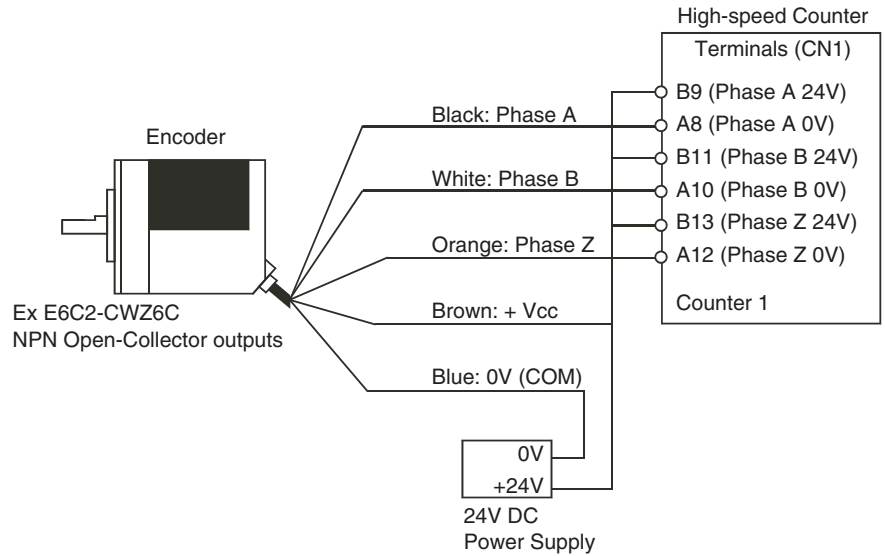 High-speed Counter
Terminals (CN1)
B9 (Phase A 24V)
A8 (Phase A 0V)
B11 (Phase B 24V)
A10 (Phase B 0V)
B13 (Phase Z 24V)
A12 (Phase Z 0V)
Counter 1
Encoder
Ex E6C2-CWZ6C
NPN Open-Collector outputs
Black: Phase A
White: Phase B
Orange: Phase Z
Brown: + Vcc
Blue: 0V (COM)
0V
+24V
24V DC
Power Supply